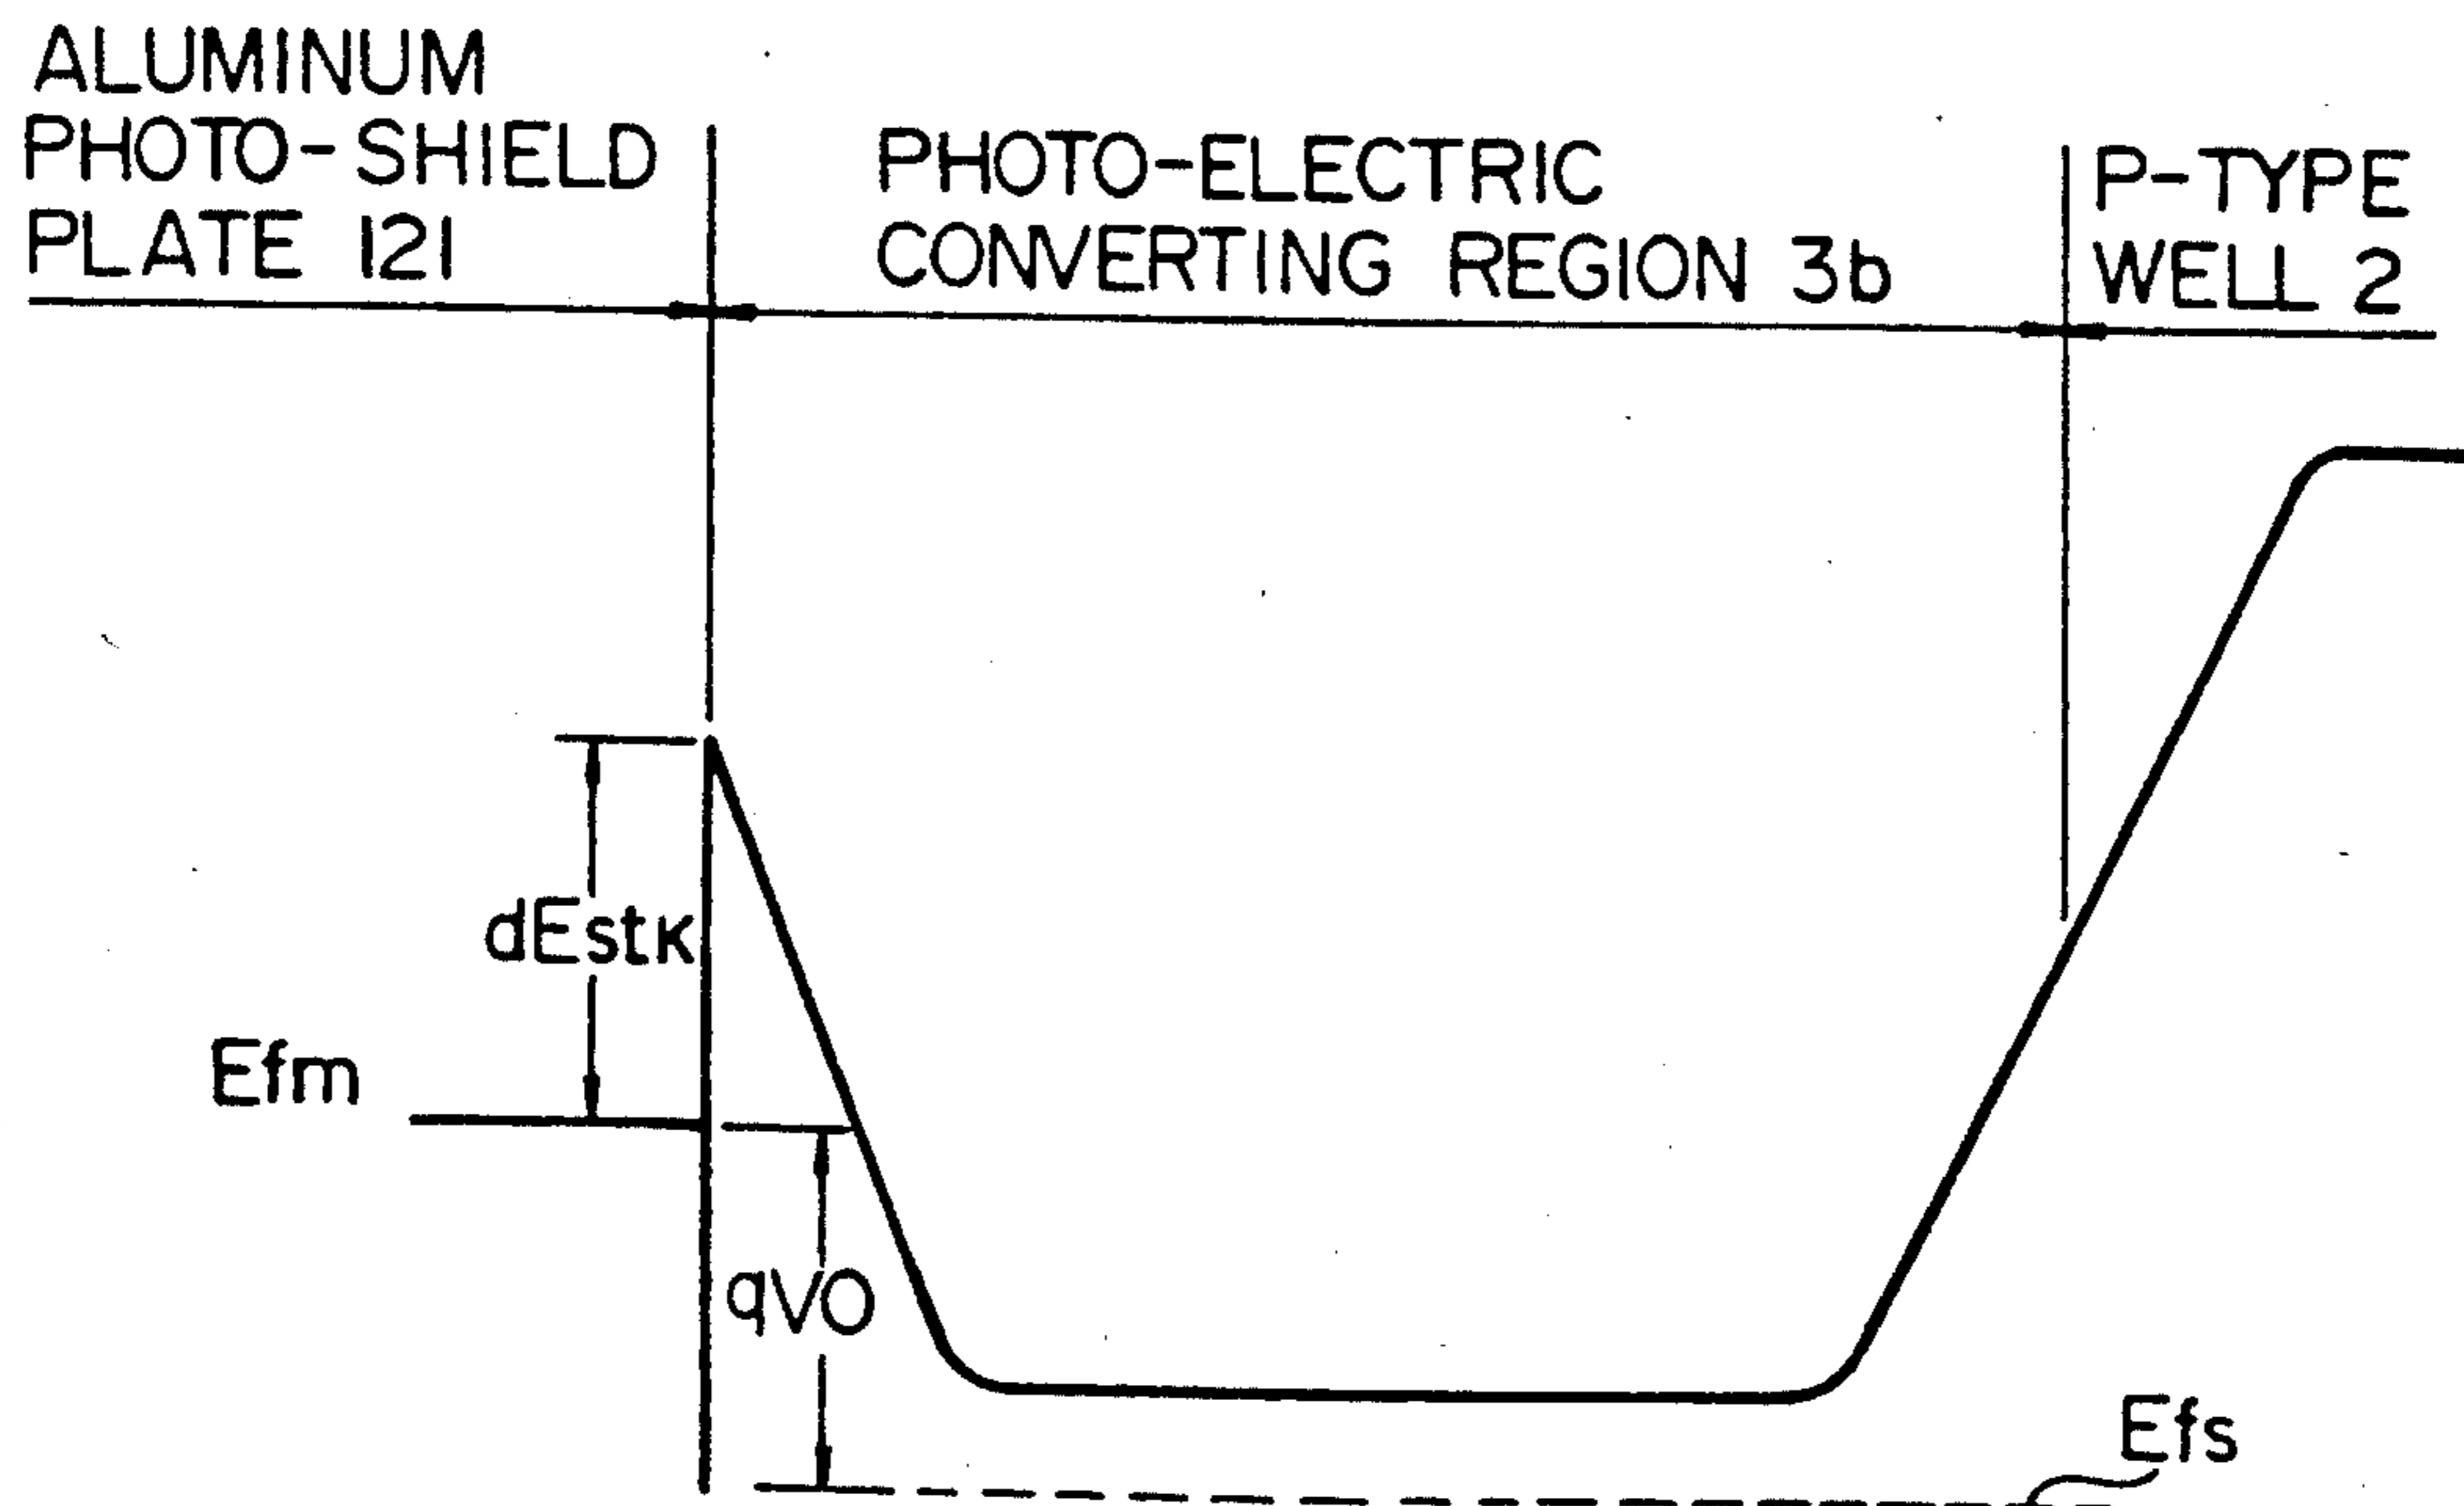 ALUMINUM
PHOTO-SHIELD
PLATE 121
PHOTO-ELECTRIC
CONVERTING REGION 3b
P-TYPE
WELL 2
dEstk
Efm
qVO
Efs